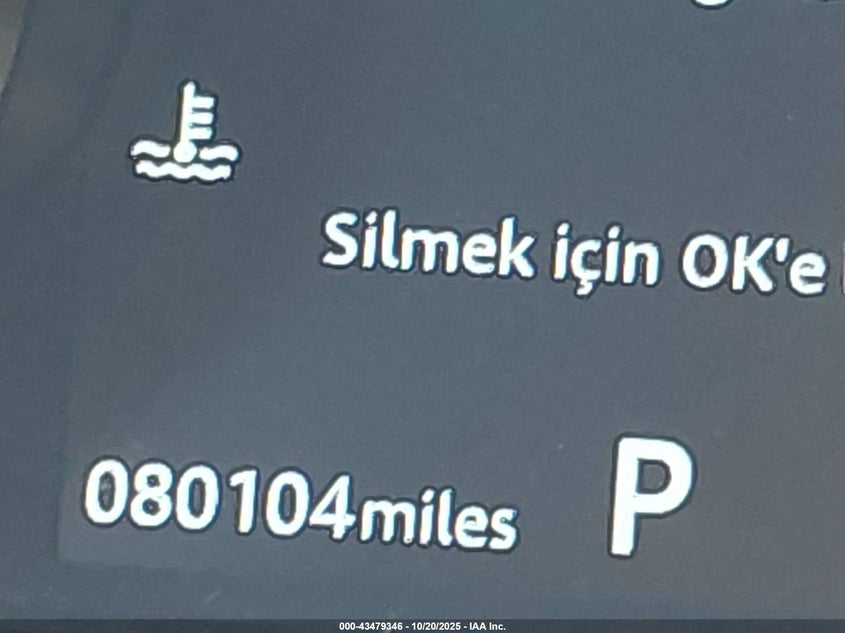 Silmek için OK'e
080104miles P
000-43479346 - 10/20/2025 - IAA Inc.